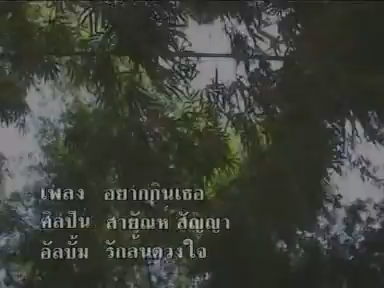 เพลง อยากกินเธอ
ศิลปิน สายัณห์ สัญญา
อัลบั้ม รักล้นดวงใจ